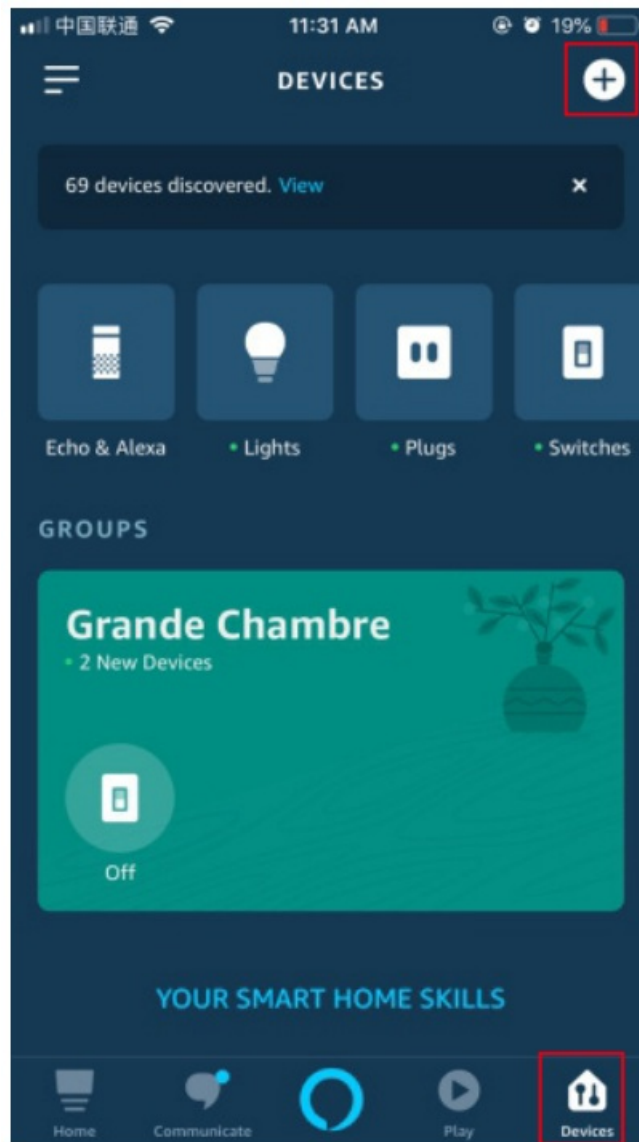 中国联通 11:31 AM 19%
DEVICES
69 devices discovered. View
Echo & Alexa • Lights • Plugs • Switches
GROUPS
Grande Chambre
• 2 New Devices
Off
YOUR SMART HOME SKILLS
Home Communicate Play Devices